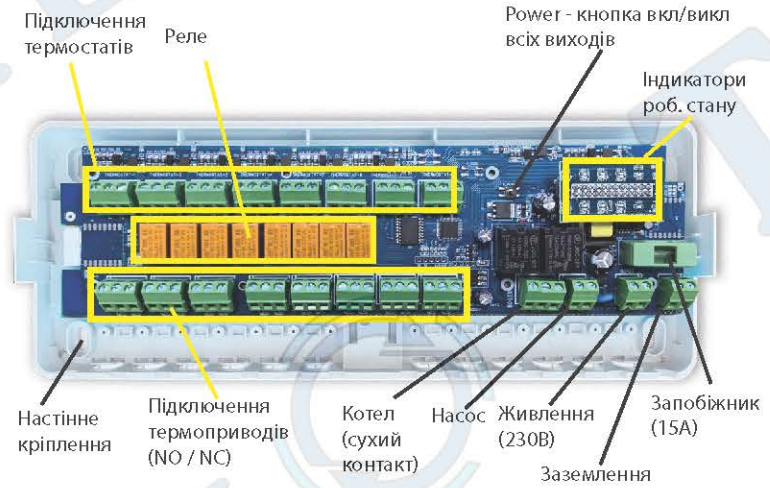 Підключення
термостатів
Реле
Power - кнопка вкл/викл
всіх виходів
Індикатори
роб. стану
Настінне
кріплення
Підключення
термоприводів
(NO / NC)
Котел
(сухий
контакт)
Насос
Живлення
(230В)
Заземлення
Запобіжник
(15А)